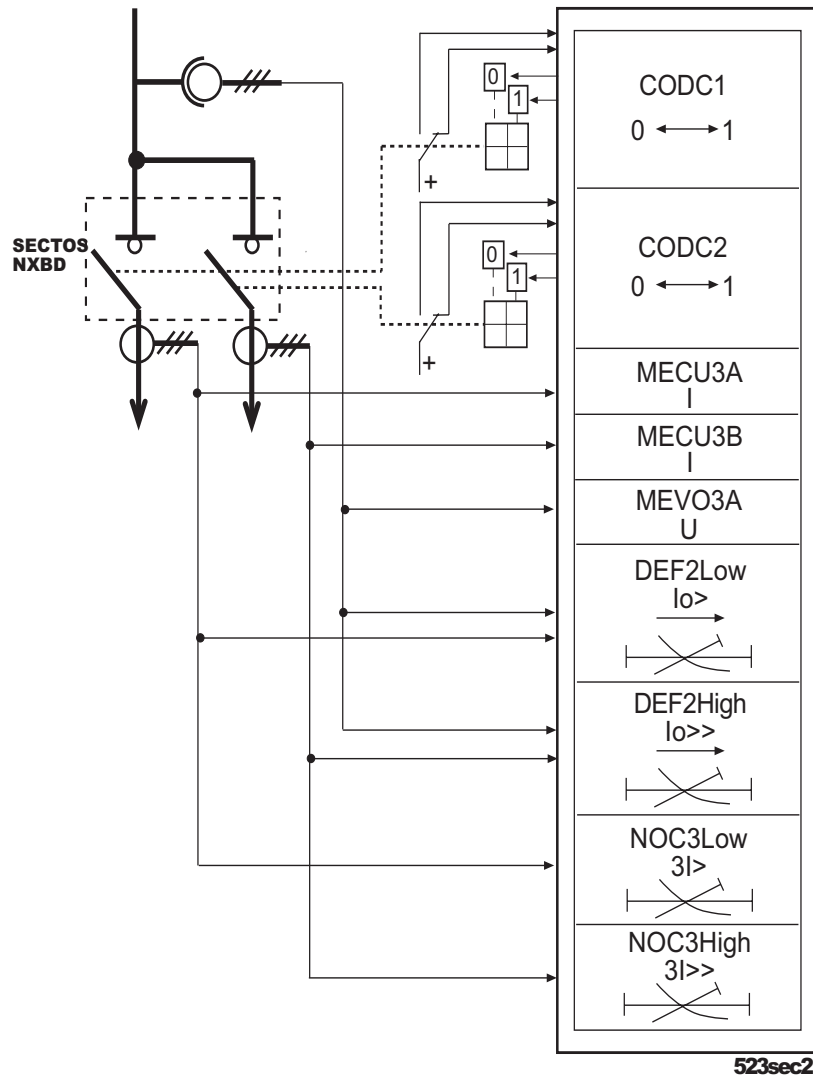 0
1
+
CODC1
0 1
SECTOS
NXBD
0
1
+
CODC2
0 1
MECU3A
I
MECU3B
I
MEVO3A
U
DEF2Low
Io>
DEF2High
Io>>
NOC3Low
3I>
NOC3High
3I>>
523sec2